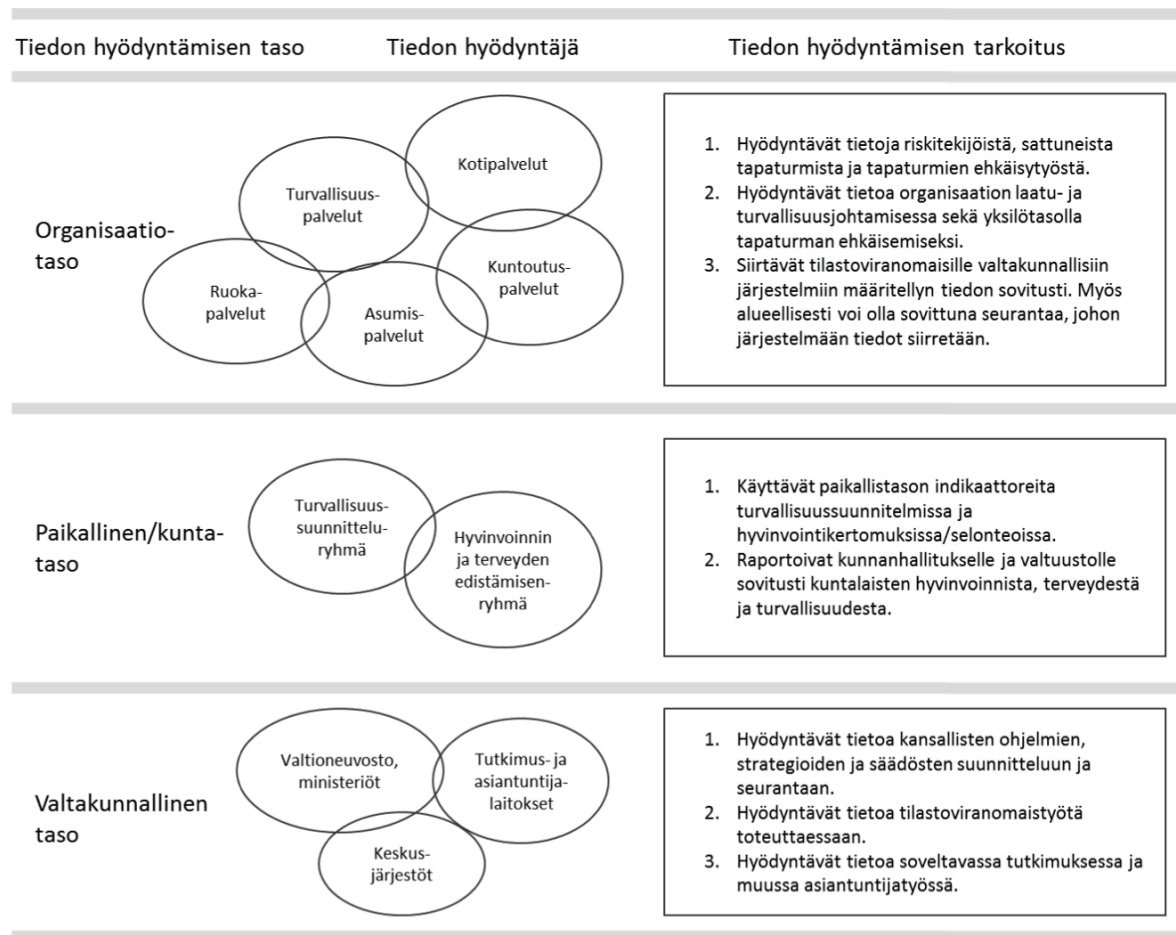 Tiedon hyödyntämisen taso
Tiedon hyödyntäjä
Tiedon hyödyntämisen tarkoitus
Organisaatio-
taso
Kotipalvelut
Turvallisuus-
palvelut
Kuntoutus-
palvelut
Ruoka-
palvelut
Asumis-
palvelut
1. Hyödyntävät tietoja riskitekijöistä, sattuneista
tapaturmista ja tapaturmien ehkäisytyöstä.
2. Hyödyntävät tietoa organisaation laatu- ja
turvallisuusjohtamisessa sekä yksilötasolla
tapaturman ehkäisemiseksi.
3. Siirtävät tilastoviranomaisille valtakunnallisiin
järjestelmiin määritellyn tiedon sovitusti. Myös
alueellisesti voi olla sovittuna seurantaa, johon
järjestelmään tiedot siirretään.
Paikallinen/kunta-
taso
Turvallisuus-
suunnittelu-
ryhmä
Hyvinvoinnin
ja terveyden
edistämisen-
ryhmä
1. Käyttävät paikallistason indikaattoreita
turvallisuussuunnitelmissa ja
hyvinvointikertomuksissa/selonteoissa.
2. Raportoivat kunnanhallitukselle ja valtuustolle
sovitusti kuntalaisten hyvinvoinnista, terveydestä
ja turvallisuudesta.
Valtakunnallinen
taso
Valtioneuvosto,
ministeriöt
Tutkimus- ja
asiantuntija-
laitokset
Keskus-
järjestöt
1. Hyödyntävät tietoa kansallisten ohjelmien,
strategioiden ja säädösten suunnitteluun ja
seurantaan.
2. Hyödyntävät tietoa tilastoviranomaistyötä
toteuttaessaan.
3. Hyödyntävät tietoa soveltavassa tutkimuksessa ja
muussa asiantuntijatyössä.